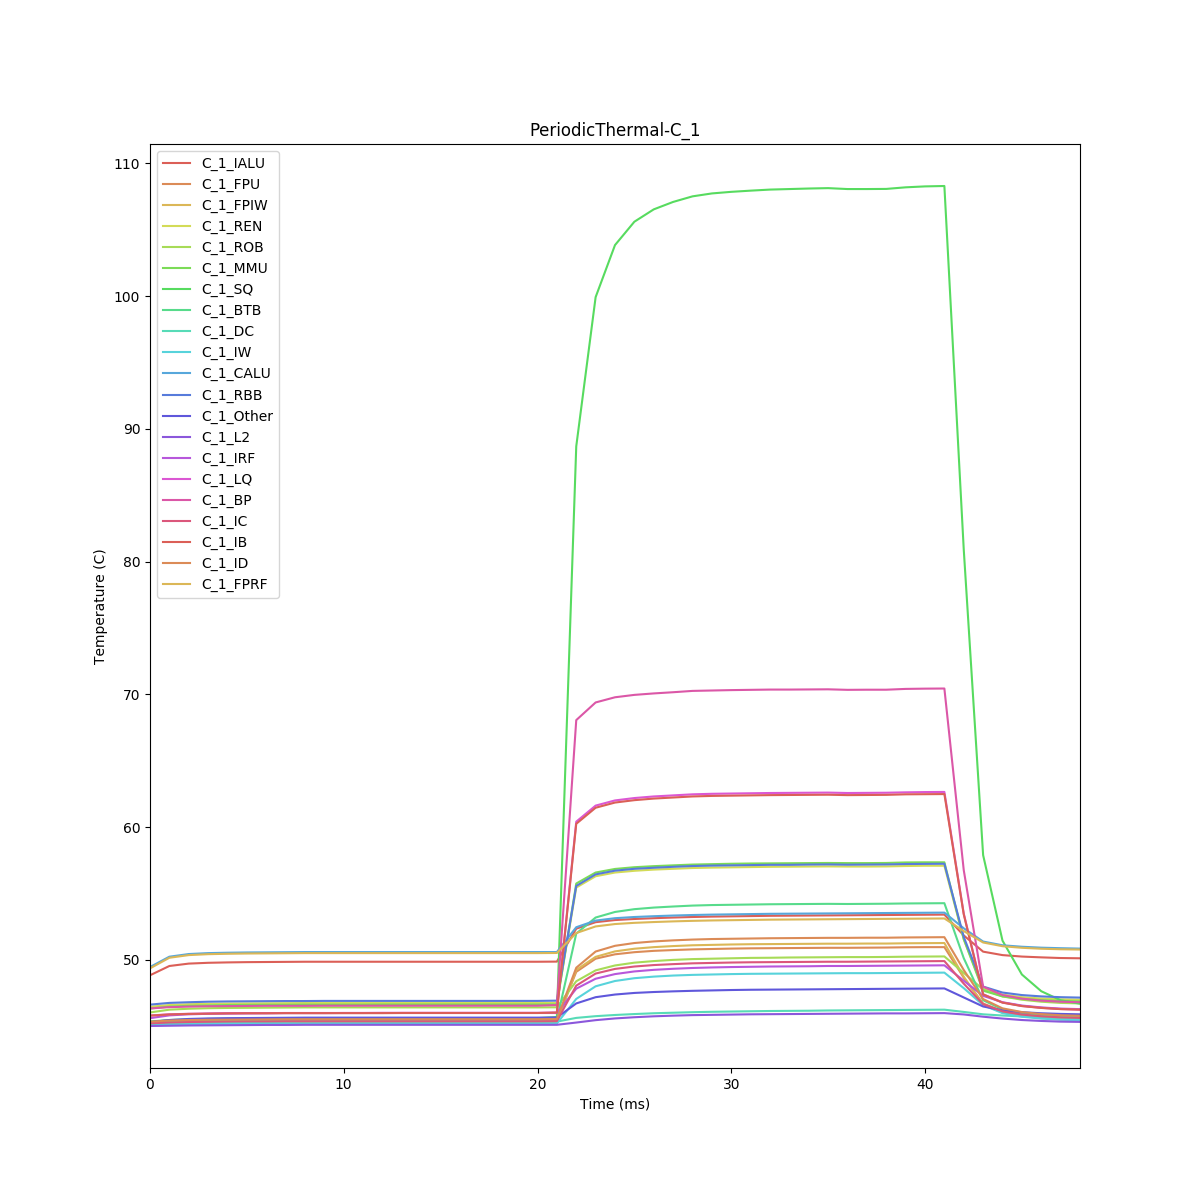 PeriodicThermal-C_1
110
100
90
80
70
60
50
Temperature (C)
C_1_IALU
C_1_FPU
C_1_FPIW
C_1_REN
C_1_ROB
C_1_MMU
C_1_SQ
C_1_BTB
C_1_DC
C_1_IW
C_1_CALU
C_1_RBB
C_1_Other
C_1_L2
C_1_IRF
C_1_LQ
C_1_BP
C_1_IC
C_1_IB
C_1_ID
C_1_FPRF
0 10 20 30 40
Time (ms)